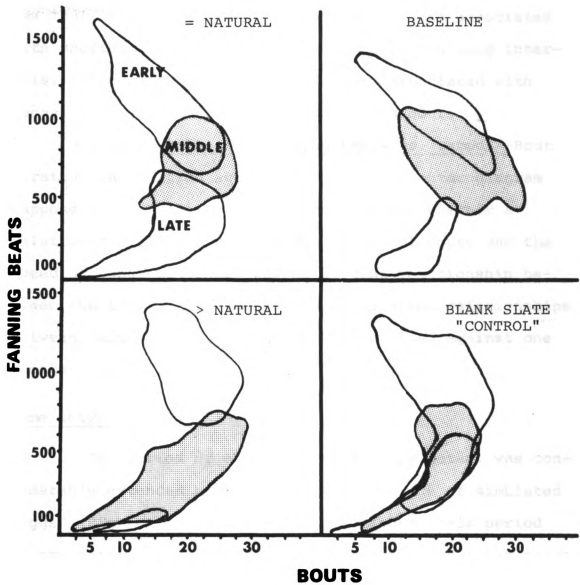 = NATURAL
BASELINE
EARLY
MIDDLE
LATE
1500
1000
500
100
> NATURAL
BLANK SLATE
"CONTROL"
1500
1000
500
100
5 10 20 30
5 10 20 30
FANNING BEATS
BOUTS